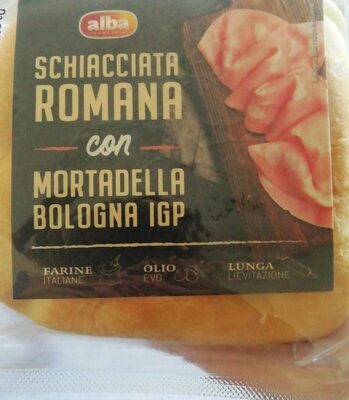 alba
SCHIACCIATA
ROMANA
con
MORTADELLA
BOLOGNA IGP
FARINE
ITALIANE
OLIO
EVO
LUNGA
LIEVITAZIONE